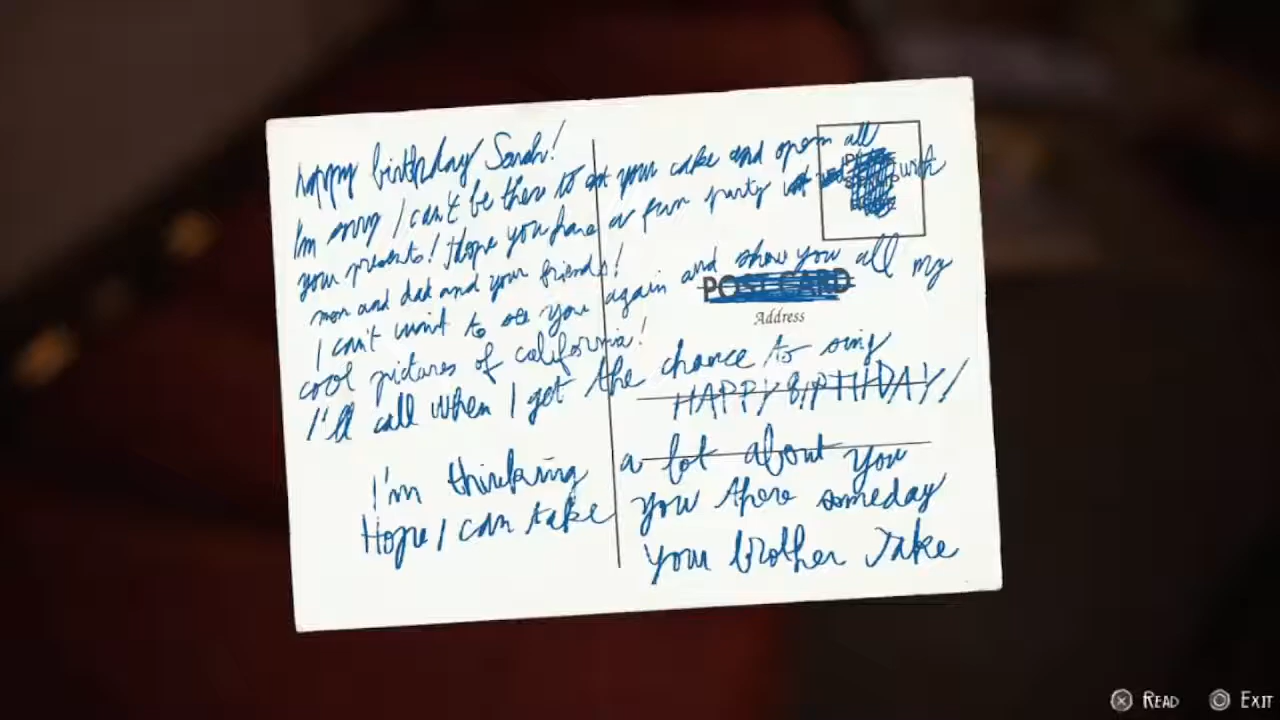 happy birthday Sarah!
I'm sorry I can't be there to eat your cake and open all
your presents! I hope you have a fun party with
mom and dad and your friends!
I can't wait to see you again and show you all my
cool pictures of california!
POST CARD
Address
I'll call when I get the chance to sing
HAPPY BIRTHDAY!
I'm thinking a lot about you
Hope I can take you there someday
your brother Jake
READ
EXIT